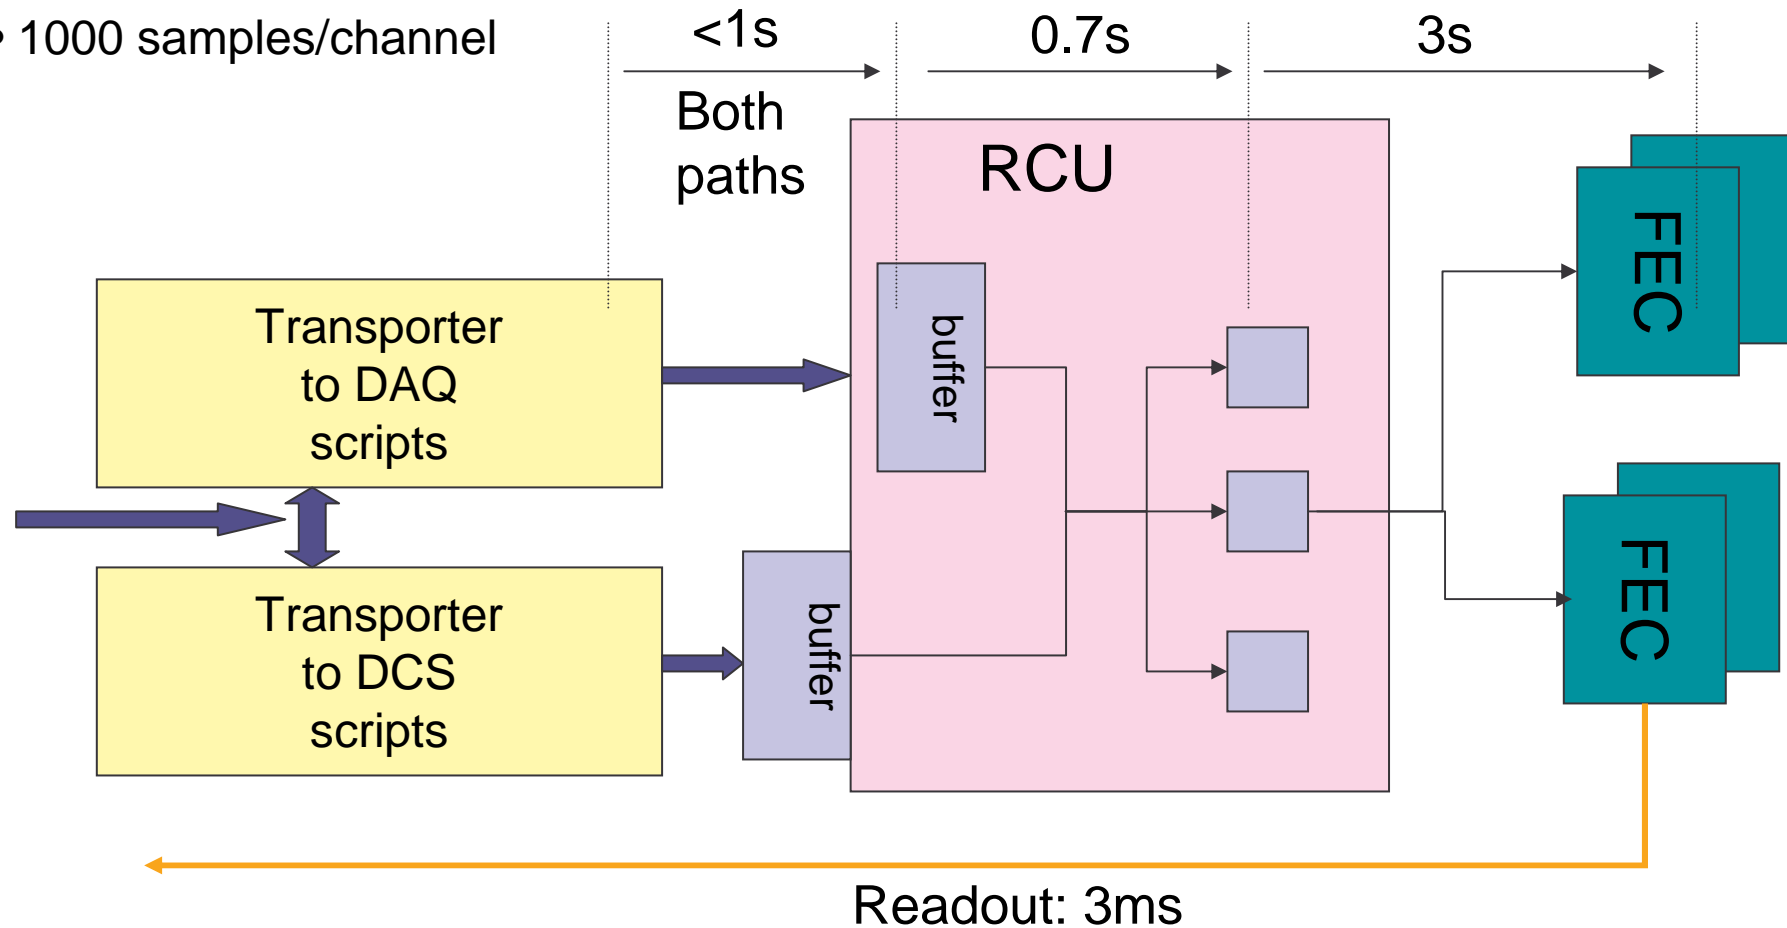 • 1000 samples/channel
<1s
0.7s
3s
Both
paths
RCU
FEC
Transporter
to DAQ
scripts
buffer
FEC
Transporter
to DCS
scripts
buffer
Readout: 3ms